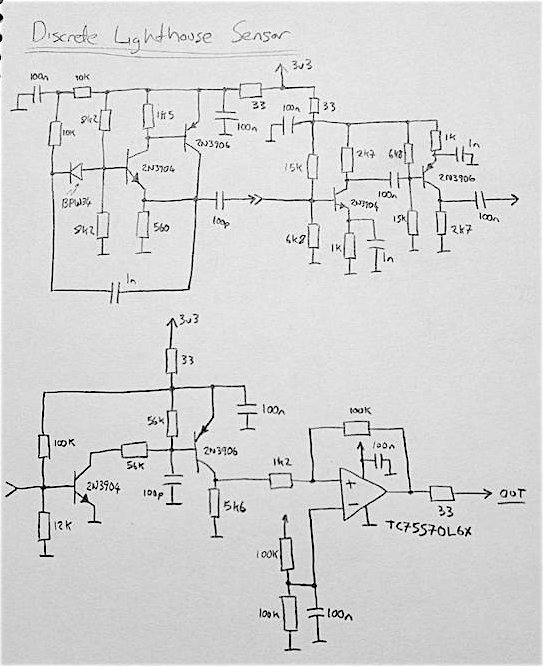 Discrete Lighthouse Sensor
3v3
100n
10K
33
33
100n
8k2
1k5
2N3906
100n
10K
2N3904
BPW34
8k2
560
100p
1n
15K
2k7
6k8
1K
1n
2N3906
100n
2N3904
6k8
1K
1n
15K
2k7
100n
3v3
33
56K
100n
100K
56K
2N3906
2N3904
100p
5k6
12K
1k2
100K
100n
+
−
33
OUT
TC75S70L6X
100K
100K
100n